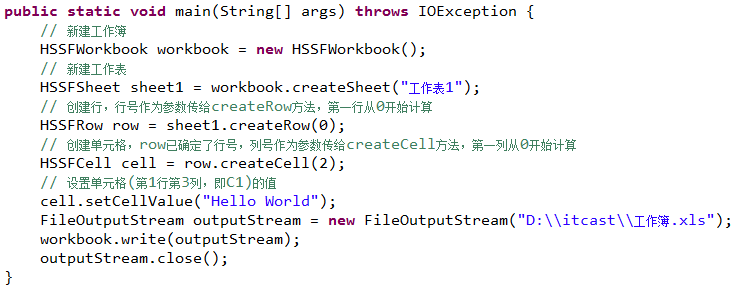 public static void main(String[] args) throws IOException {
// 新建工作簿
HSSFWorkbook workbook = new HSSFWorkbook();
// 新建工作表
HSSFSheet sheet1 = workbook.createSheet("工作表1");
// 创建行，行号作为参数传给createRow方法，第一行从0开始计算
HSSFRow row = sheet1.createRow(0);
// 创建单元格，row已确定了行号，列号作为参数传给createCell方法，第一列从0开始计算
HSSFCell cell = row.createCell(2);
// 设置单元格(第1行第3列，即C1)的值
cell.setCellValue("Hello World");
FileOutputStream outputStream = new FileOutputStream("D:\\itcast\\工作簿.xls");
workbook.write(outputStream);
outputStream.close();
}